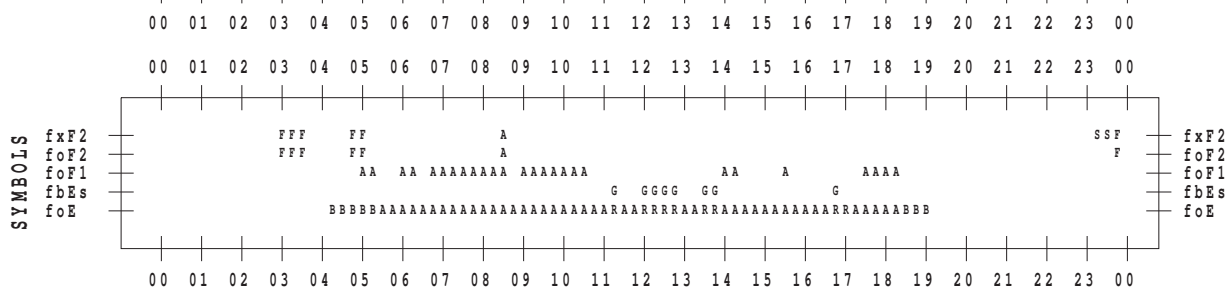 00 01 02 03 04 05 06 07 08 09 10 11 12 13 14 15 16 17 18 19 20 21 22 23 00
00 01 02 03 04 05 06 07 08 09 10 11 12 13 14 15 16 17 18 19 20 21 22 23 00
SYMBOLS
fxF2 FFF FF A SSF fxF2
foF2 FFF FF A F foF2
foF1 AA AA AAAAAAAA AAAAAAA AA A AAAA foF1
fbEs G GGGG GG G fbEs
foE BBBBBAAAAAAAAAAAAAAAAAAAAAAARAARRRRAARRAAAAAAAAAAARRAAAAABBB foE
00 01 02 03 04 05 06 07 08 09 10 11 12 13 14 15 16 17 18 19 20 21 22 23 00